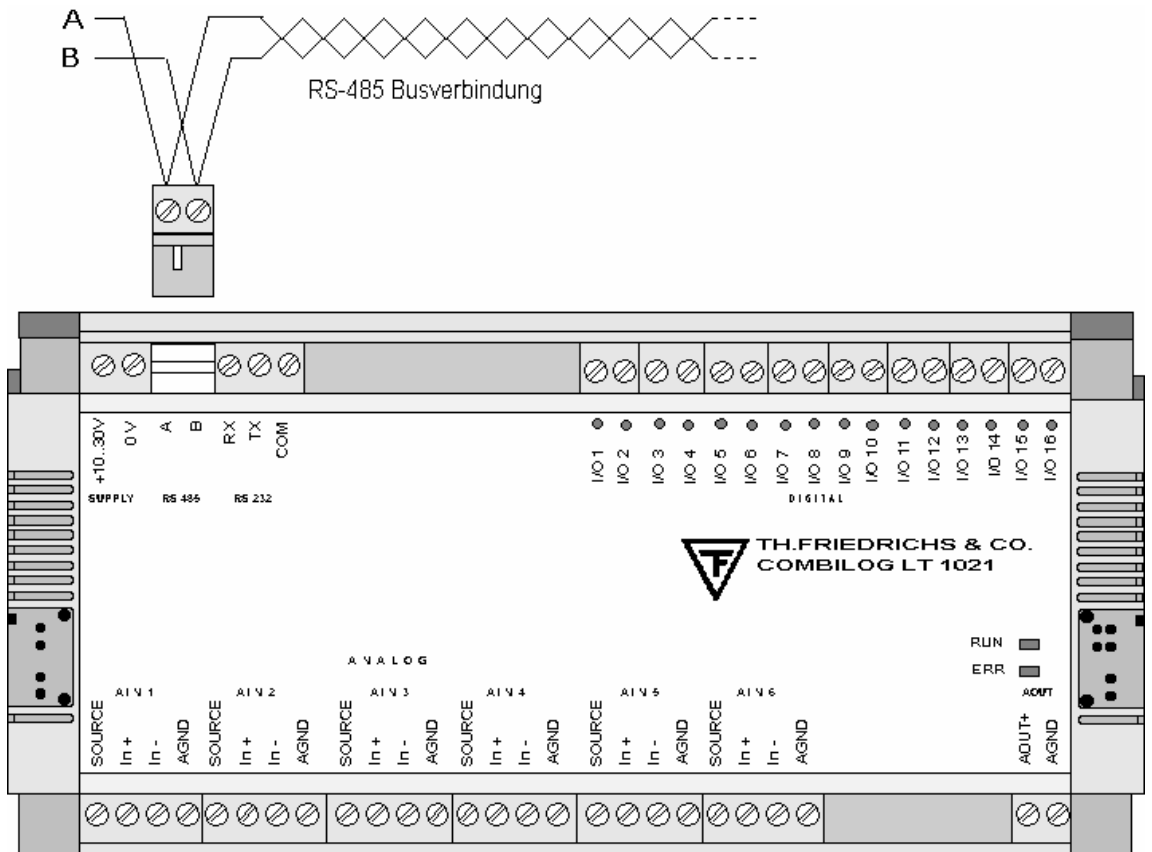 A
B
RS-485 Busverbindung
+10..30V
0 V
A
B
RX
TX
COM
SUPPLY
RS 485
RS 232
I/O 1
I/O 2
I/O 3
I/O 4
I/O 5
I/O 6
I/O 7
I/O 8
I/O 9
I/O 10
I/O 11
I/O 12
I/O 13
I/O 14
I/O 15
I/O 16
DIGITAL
TH.FRIEDRICHS & CO.
COMBILOG LT 1021
RUN
ERR
ANALOG
AIN 1
AIN 2
AIN 3
AIN 4
AIN 5
AIN 6
AOUT
SOURCE
In +
In -
AGND
SOURCE
In +
In -
AGND
SOURCE
In +
In -
AGND
SOURCE
In +
In -
AGND
SOURCE
In +
In -
AGND
SOURCE
In +
In -
AGND
AOUT+
AGND